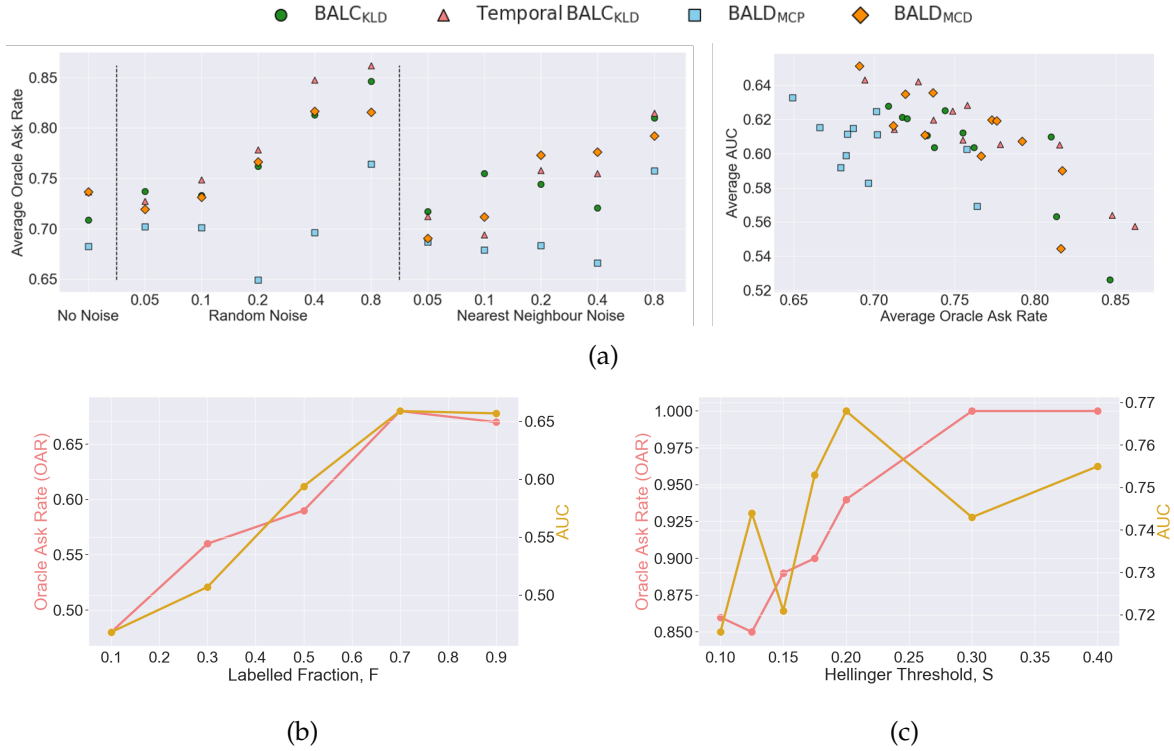 BALC_KLD Temporal BALC_KLD BALD_MCP BALD_MCD
Average Oracle Ask Rate
0.85
0.80
0.75
0.70
0.65
0.05 0.1 0.2 0.4 0.8 0.05 0.1 0.2 0.4 0.8
No Noise Random Noise Nearest Neighbour Noise
Average AUC
0.64
0.62
0.60
0.58
0.56
0.54
0.52
0.65 0.70 0.75 0.80 0.85
Average Oracle Ask Rate
(a)
Oracle Ask Rate (OAR)
0.65
0.60
0.55
0.50
0.65
0.60
0.55
0.50
AUC
0.1 0.2 0.3 0.4 0.5 0.6 0.7 0.8 0.9
Labelled Fraction, F
(b)
Oracle Ask Rate (OAR)
1.000
0.975
0.950
0.925
0.900
0.875
0.850
0.77
0.76
0.75
0.74
0.73
0.72
AUC
0.10 0.15 0.20 0.25 0.30 0.35 0.40
Hellinger Threshold, S
(c)